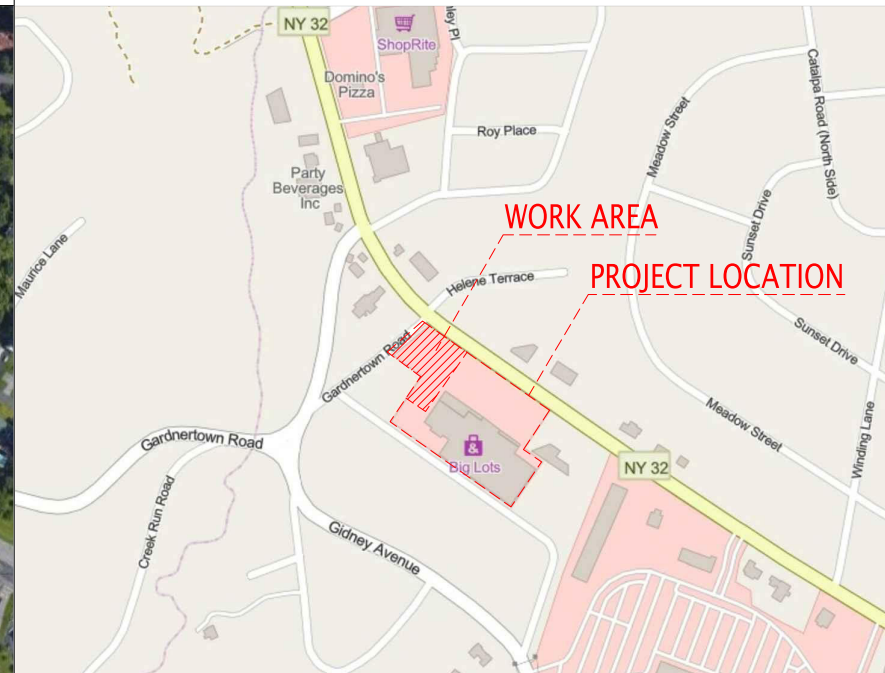 NY 32
ShopRite
ley Pl
Domino's
Pizza
Roy Place
Party
Beverages
Inc
Meadow Street
Catalpa Road (North Side)
Sunset Drive
WORK AREA
PROJECT LOCATION
Maurice Lane
Helene Terrace
Gardnertown Road
Sunset Drive
Gardnertown Road
Meadow Street
Winding Lane
Big Lots
NY 32
Creek Run Road
Gidney Avenue